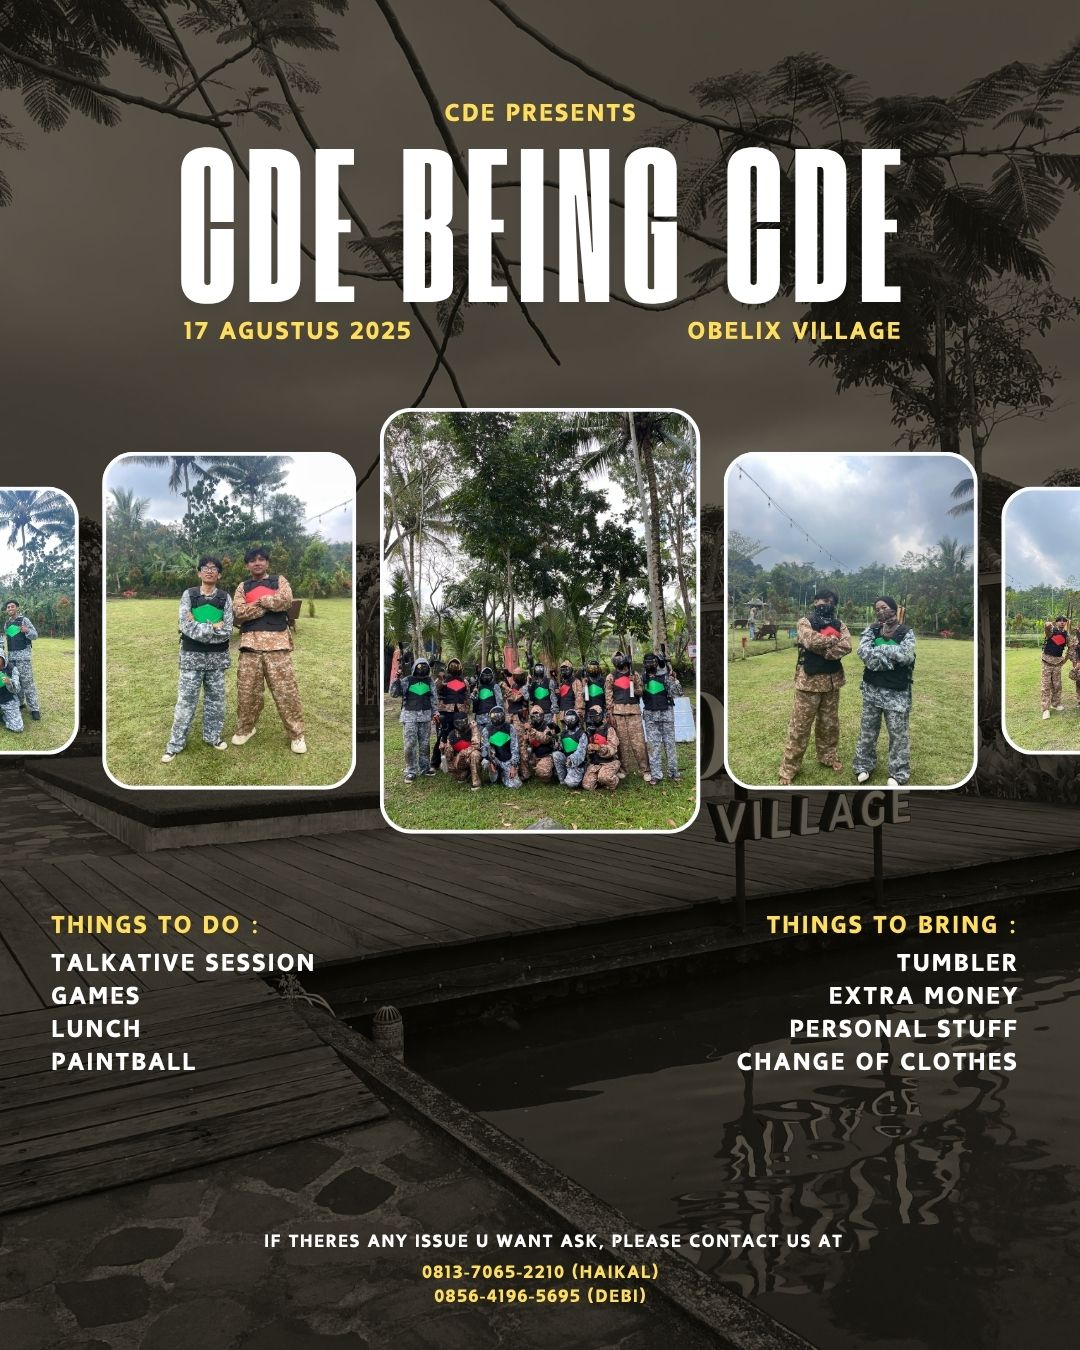 CDE PRESENTS
CDE BEING CDE
17 AGUSTUS 2025
OBELIX VILLAGE
VILLAGE
THINGS TO DO :
TALKATIVE SESSION
GAMES
LUNCH
PAINTBALL
THINGS TO BRING :
TUMBLER
EXTRA MONEY
PERSONAL STUFF
CHANGE OF CLOTHES
IF THERES ANY ISSUE U WANT ASK, PLEASE CONTACT US AT
0813-7065-2210 (HAIKAL)
0856-4196-5695 (DEBI)